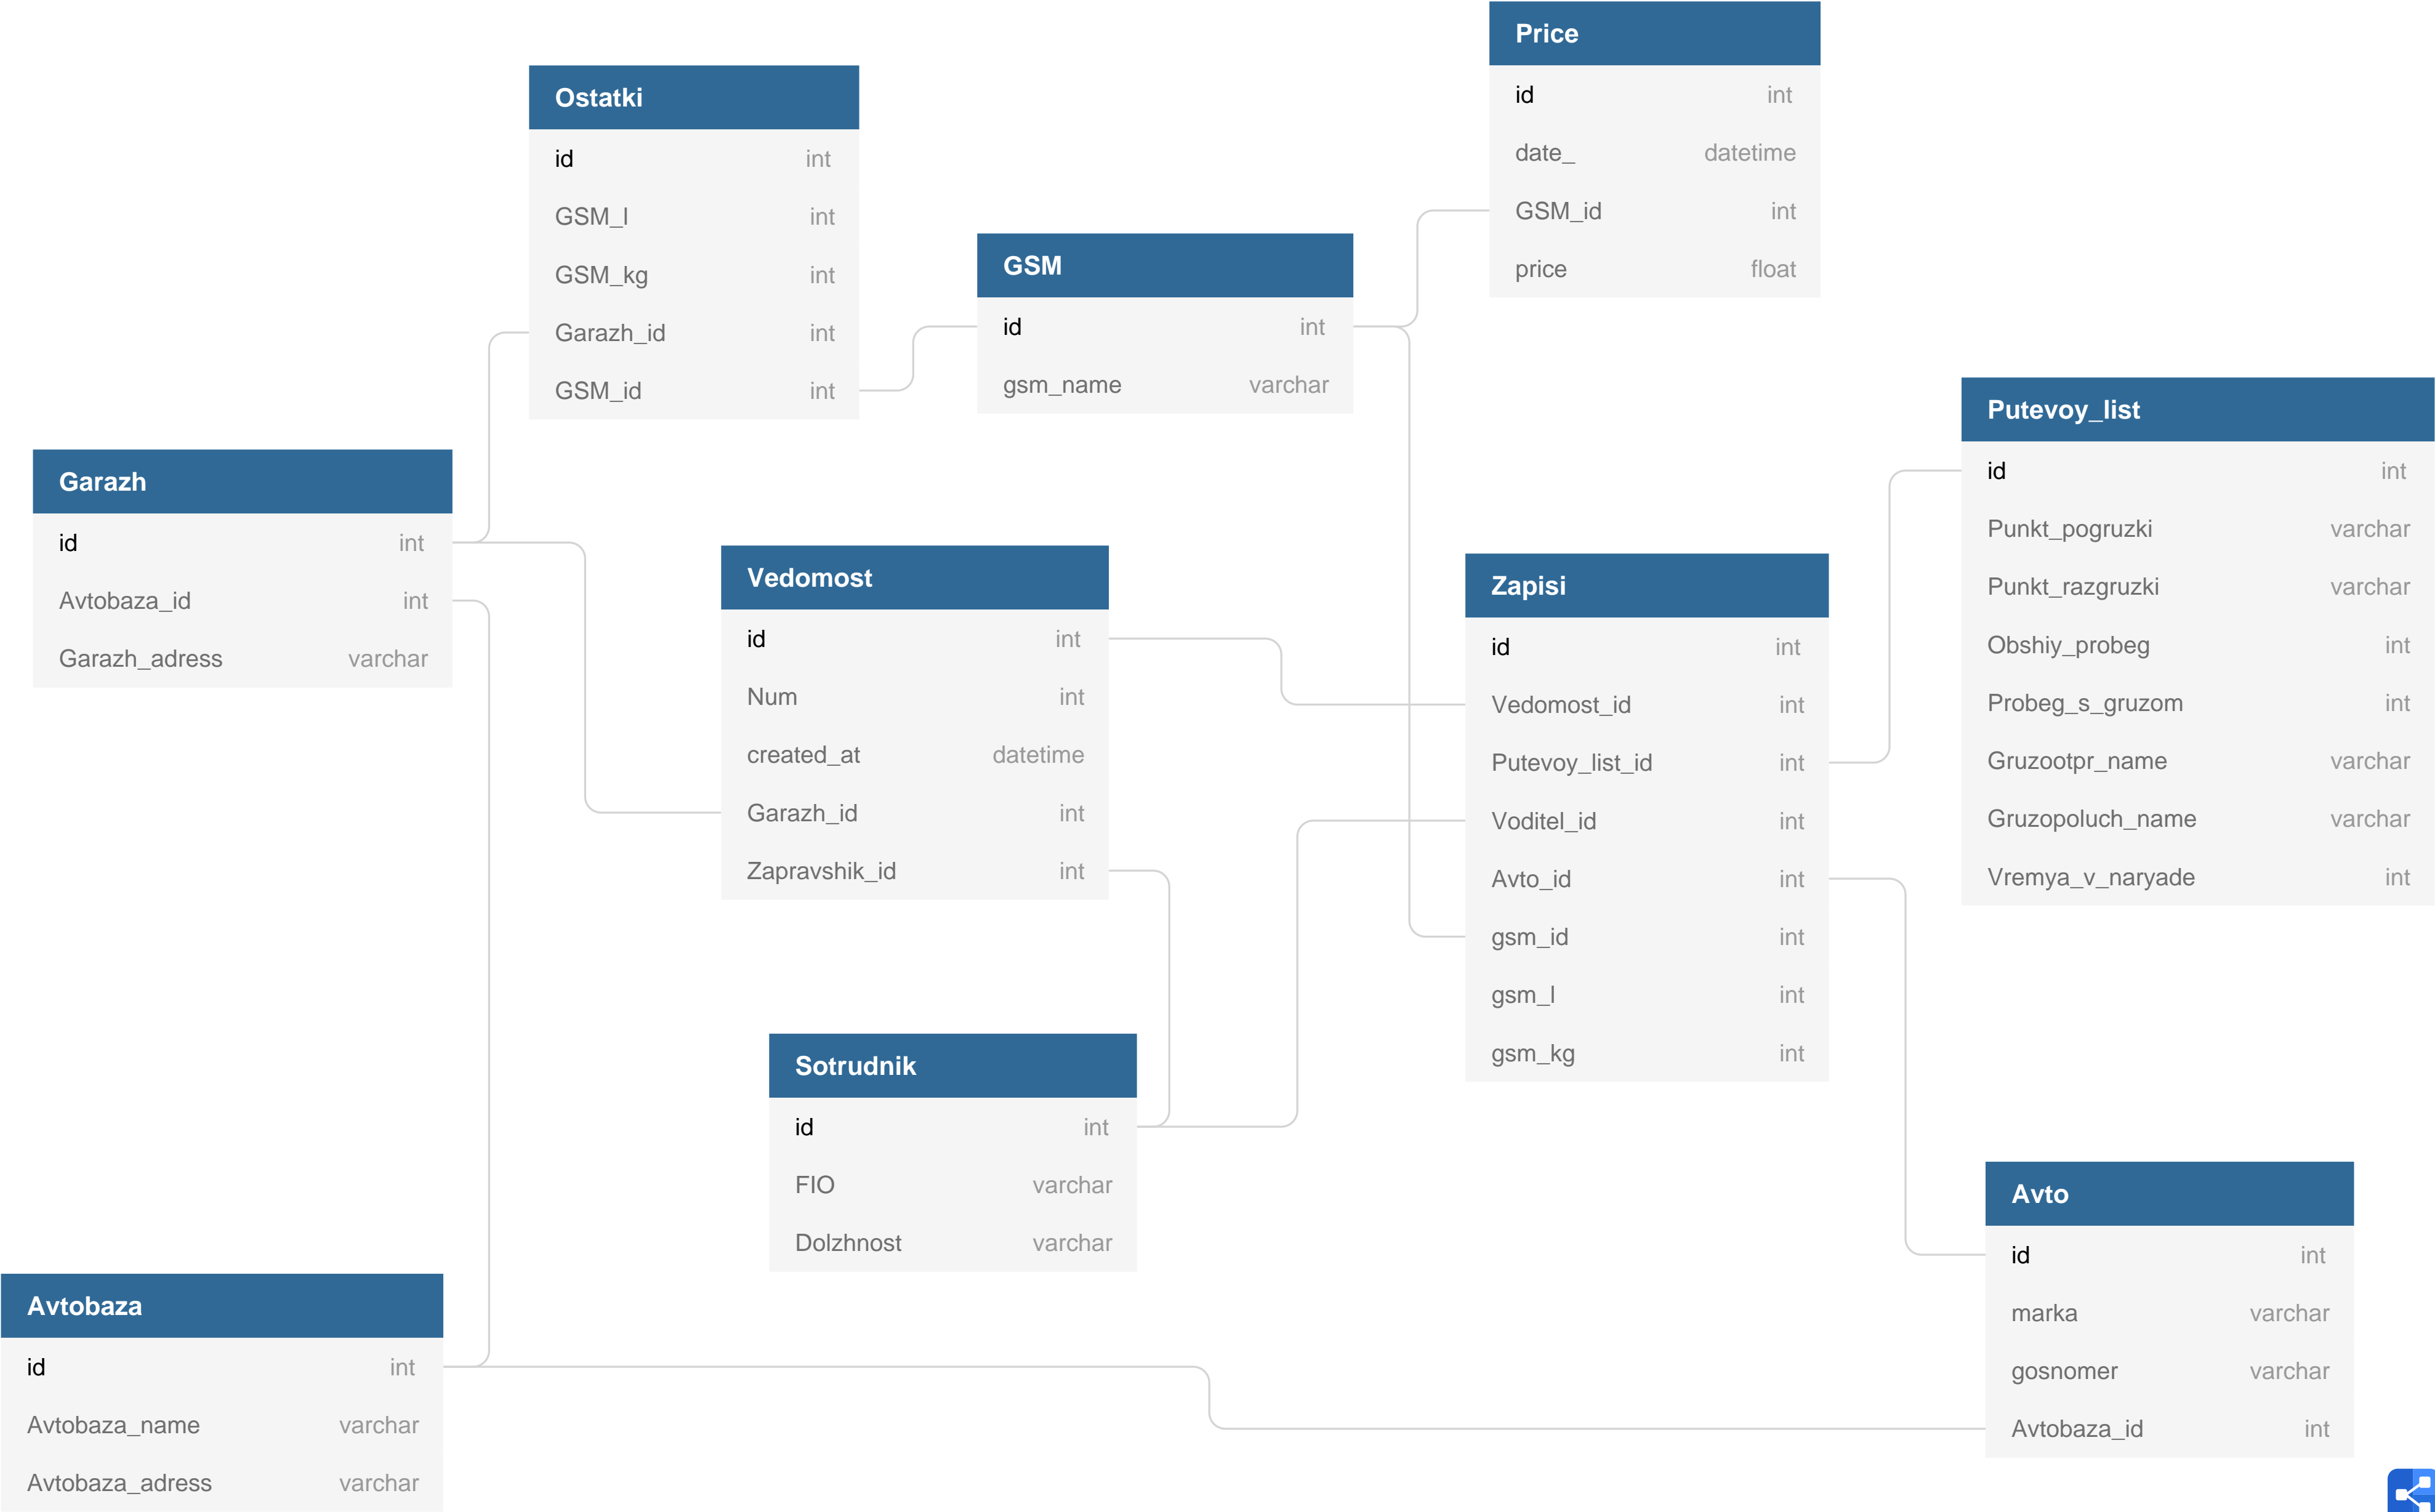 Price
id int
date_ datetime
GSM_id int
price float
Ostatki
id int
GSM_l int
GSM_kg int
Garazh_id int
GSM_id int
GSM
id int
gsm_name varchar
Putevoy_list
id int
Punkt_pogruzki varchar
Punkt_razgruzki varchar
Obshiy_probeg int
Probeg_s_gruzom int
Gruzootpr_name varchar
Gruzopoluch_name varchar
Vremya_v_naryade int
Garazh
id int
Avtobaza_id int
Garazh_adress varchar
Vedomost
id int
Num int
created_at datetime
Garazh_id int
Zapravshik_id int
Zapisi
id int
Vedomost_id int
Putevoy_list_id int
Voditel_id int
Avto_id int
gsm_id int
gsm_l int
gsm_kg int
Sotrudnik
id int
FIO varchar
Dolzhnost varchar
Avto
id int
marka varchar
gosnomer varchar
Avtobaza_id int
Avtobaza
id int
Avtobaza_name varchar
Avtobaza_adress varchar